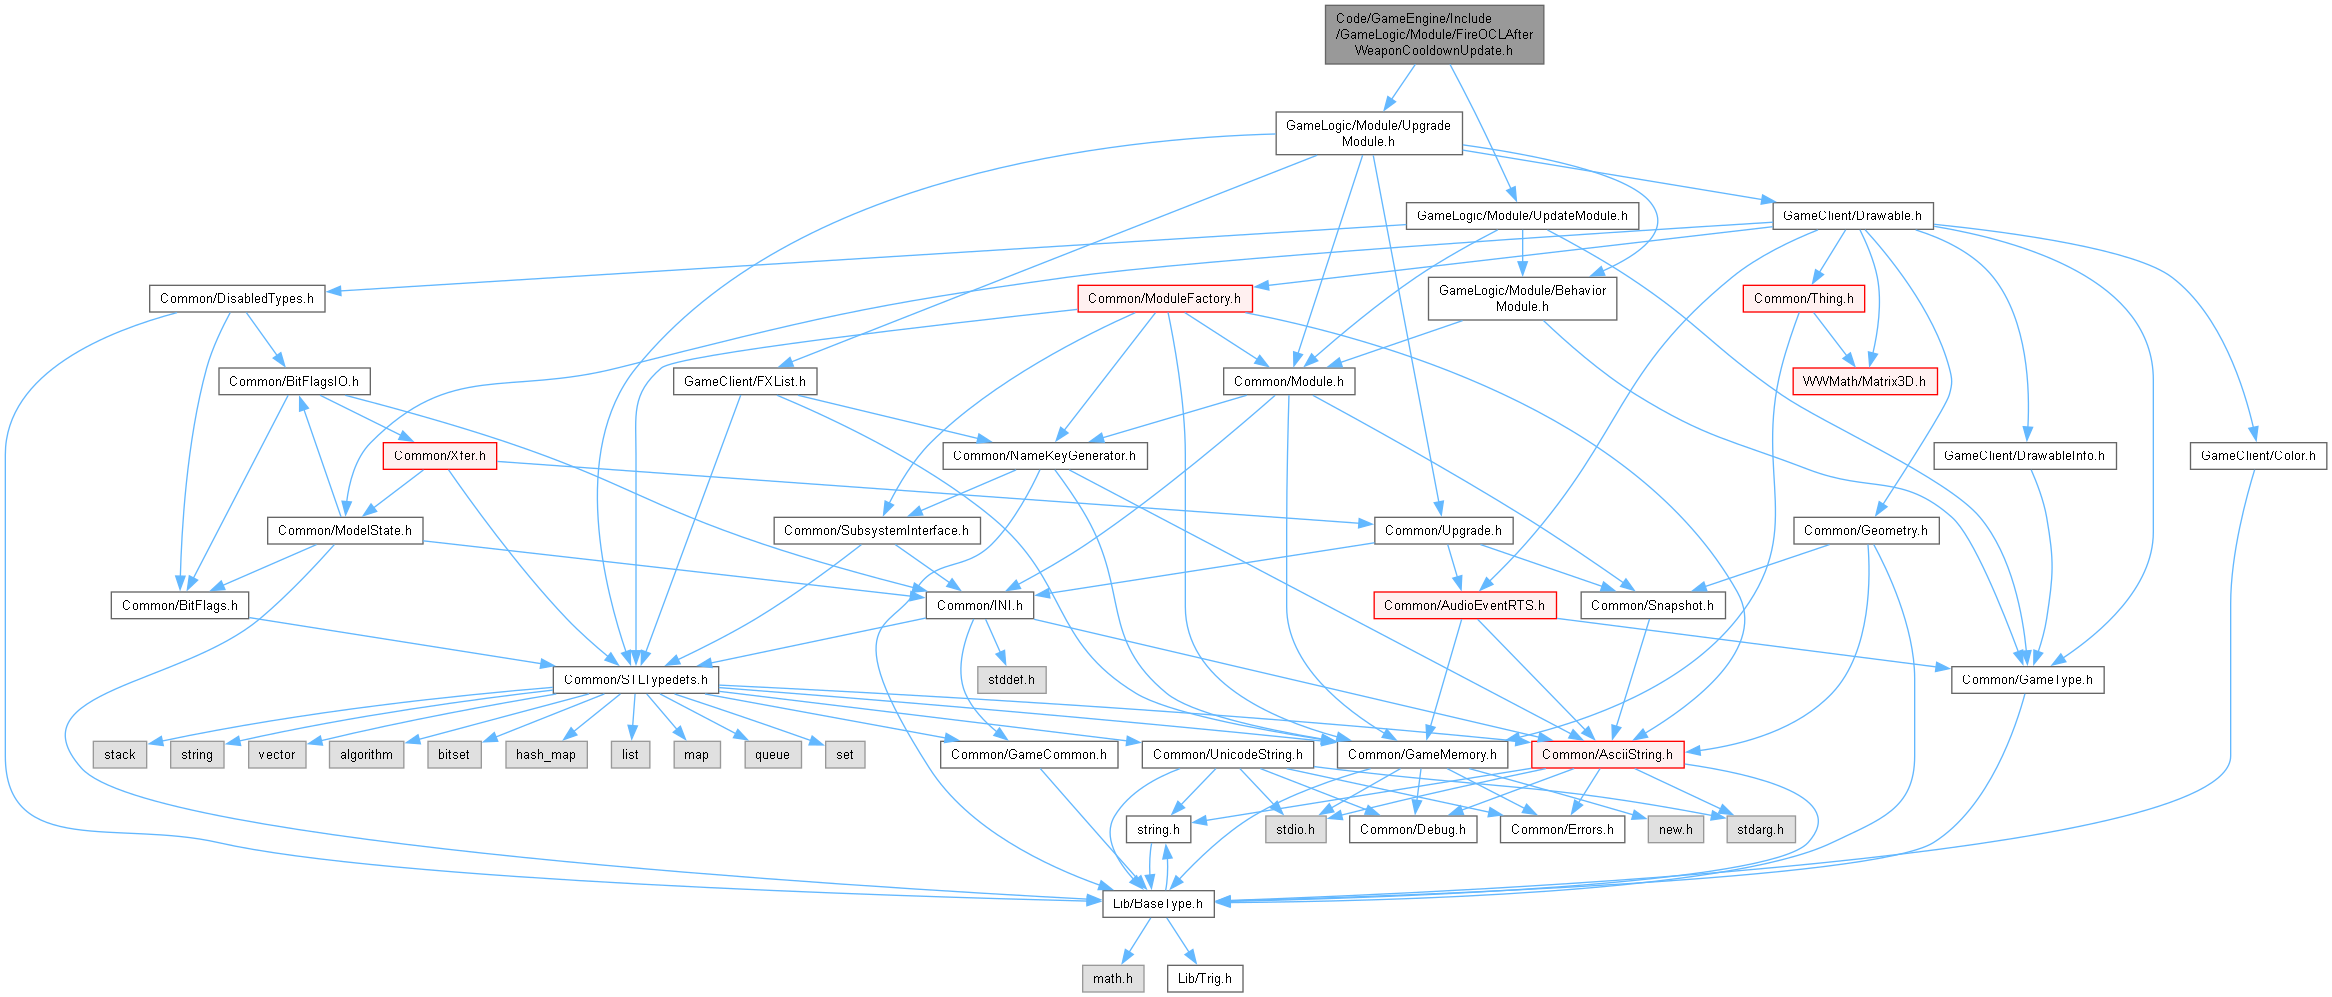 Code/GameEngine/Include
/GameLogic/Module/FireOCLAfter
WeaponCooldownUpdate.h
GameLogic/Module/Upgrade
Module.h
GameLogic/Module/UpdateModule.h
GameClient/Drawable.h
Common/DisabledTypes.h
Common/ModuleFactory.h
GameLogic/Module/Behavior
Module.h
Common/Thing.h
Common/BitFlagsIO.h
GameClient/FXList.h
Common/Module.h
WWMath/Matrix3D.h
Common/Xfer.h
Common/NameKeyGenerator.h
GameClient/DrawableInfo.h
GameClient/Color.h
Common/ModelState.h
Common/SubsystemInterface.h
Common/Upgrade.h
Common/Geometry.h
Common/BitFlags.h
Common/INI.h
Common/AudioEventRTS.h
Common/Snapshot.h
Common/STLTypedefs.h
stddef.h
Common/GameType.h
stack
string
vector
algorithm
bitset
hash_map
list
map
queue
set
Common/GameCommon.h
Common/UnicodeString.h
Common/GameMemory.h
Common/AsciiString.h
string.h
stdio.h
Common/Debug.h
Common/Errors.h
new.h
stdarg.h
Lib/BaseType.h
math.h
Lib/Trig.h